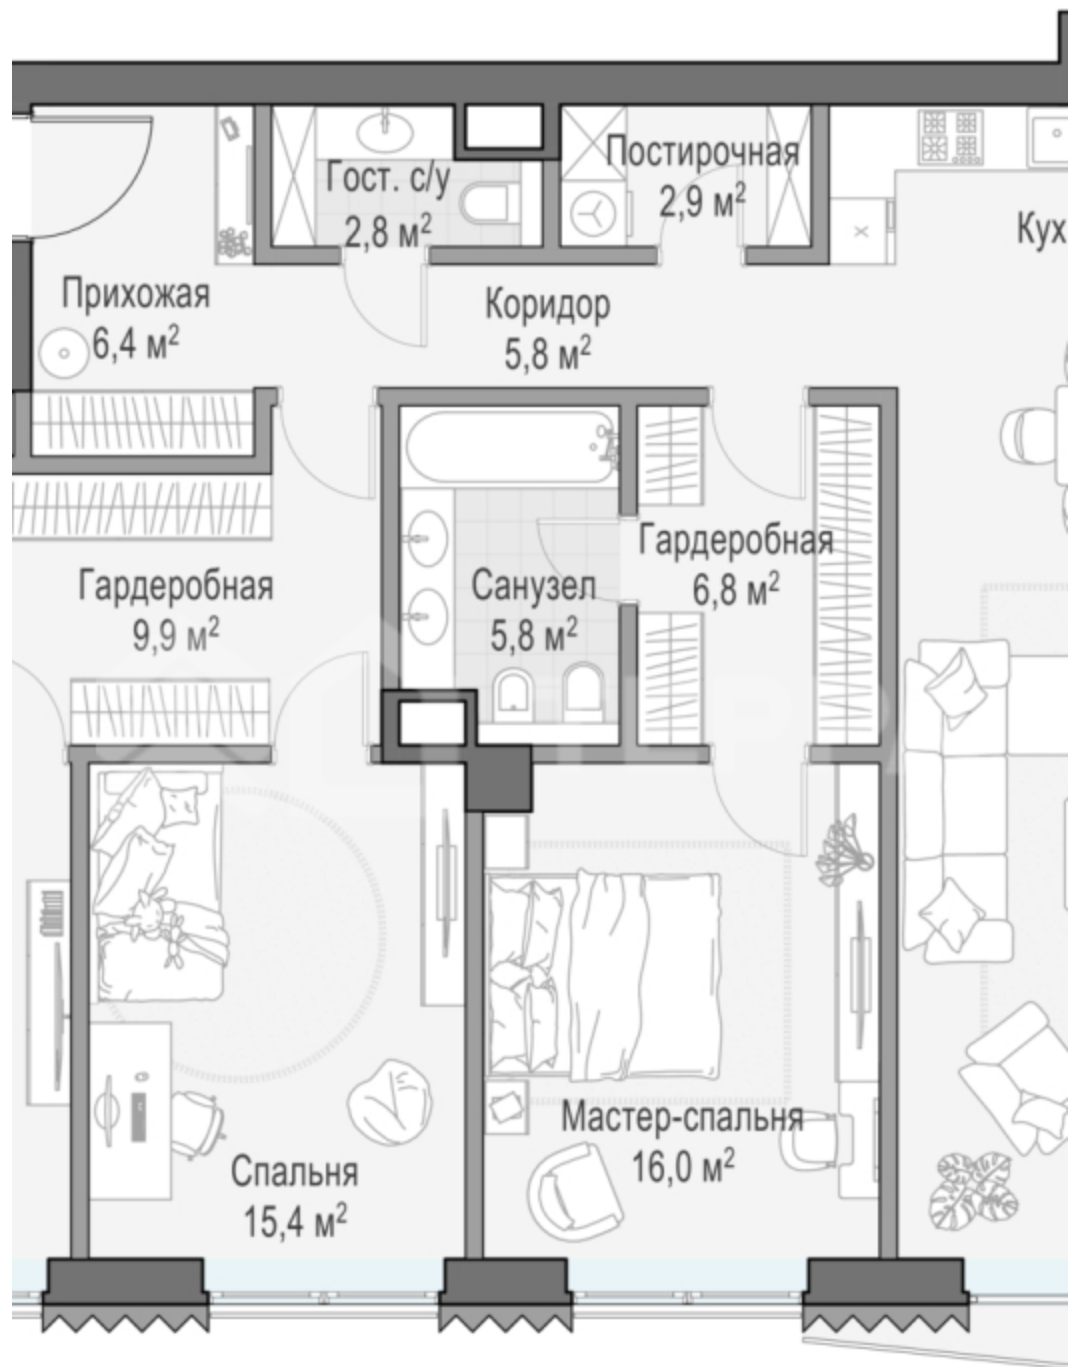 Гост. с/у
2,8 м²
Постирочная
2,9 м²
Кух
Прихожая
6,4 м²
Коридор
5,8 м²
Гардеробная
9,9 м²
Санузел
5,8 м²
Гардеробная
6,8 м²
Спальня
15,4 м²
Мастер-спальня
16,0 м²